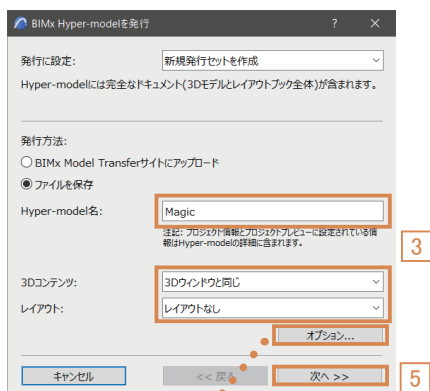 BIMx Hyper-modelを発行 ? ×
発行に設定: 新規発行セットを作成
Hyper-modelには完全なドキュメント(3Dモデルとレイアウトブック全体)が含まれます。
発行方法:
BIMx Model Transferサイトにアップロード
ファイルを保存
Hyper-model名: Magic
注記: プロジェクト情報とプロジェクトプレビューに設定されている情
報はHyper-modelの詳細に含まれます。
3
3Dコンテンツ: 3Dウィンドウと同じ
レイアウト: レイアウトなし
オプション...
キャンセル << 戻る 次へ >> 5